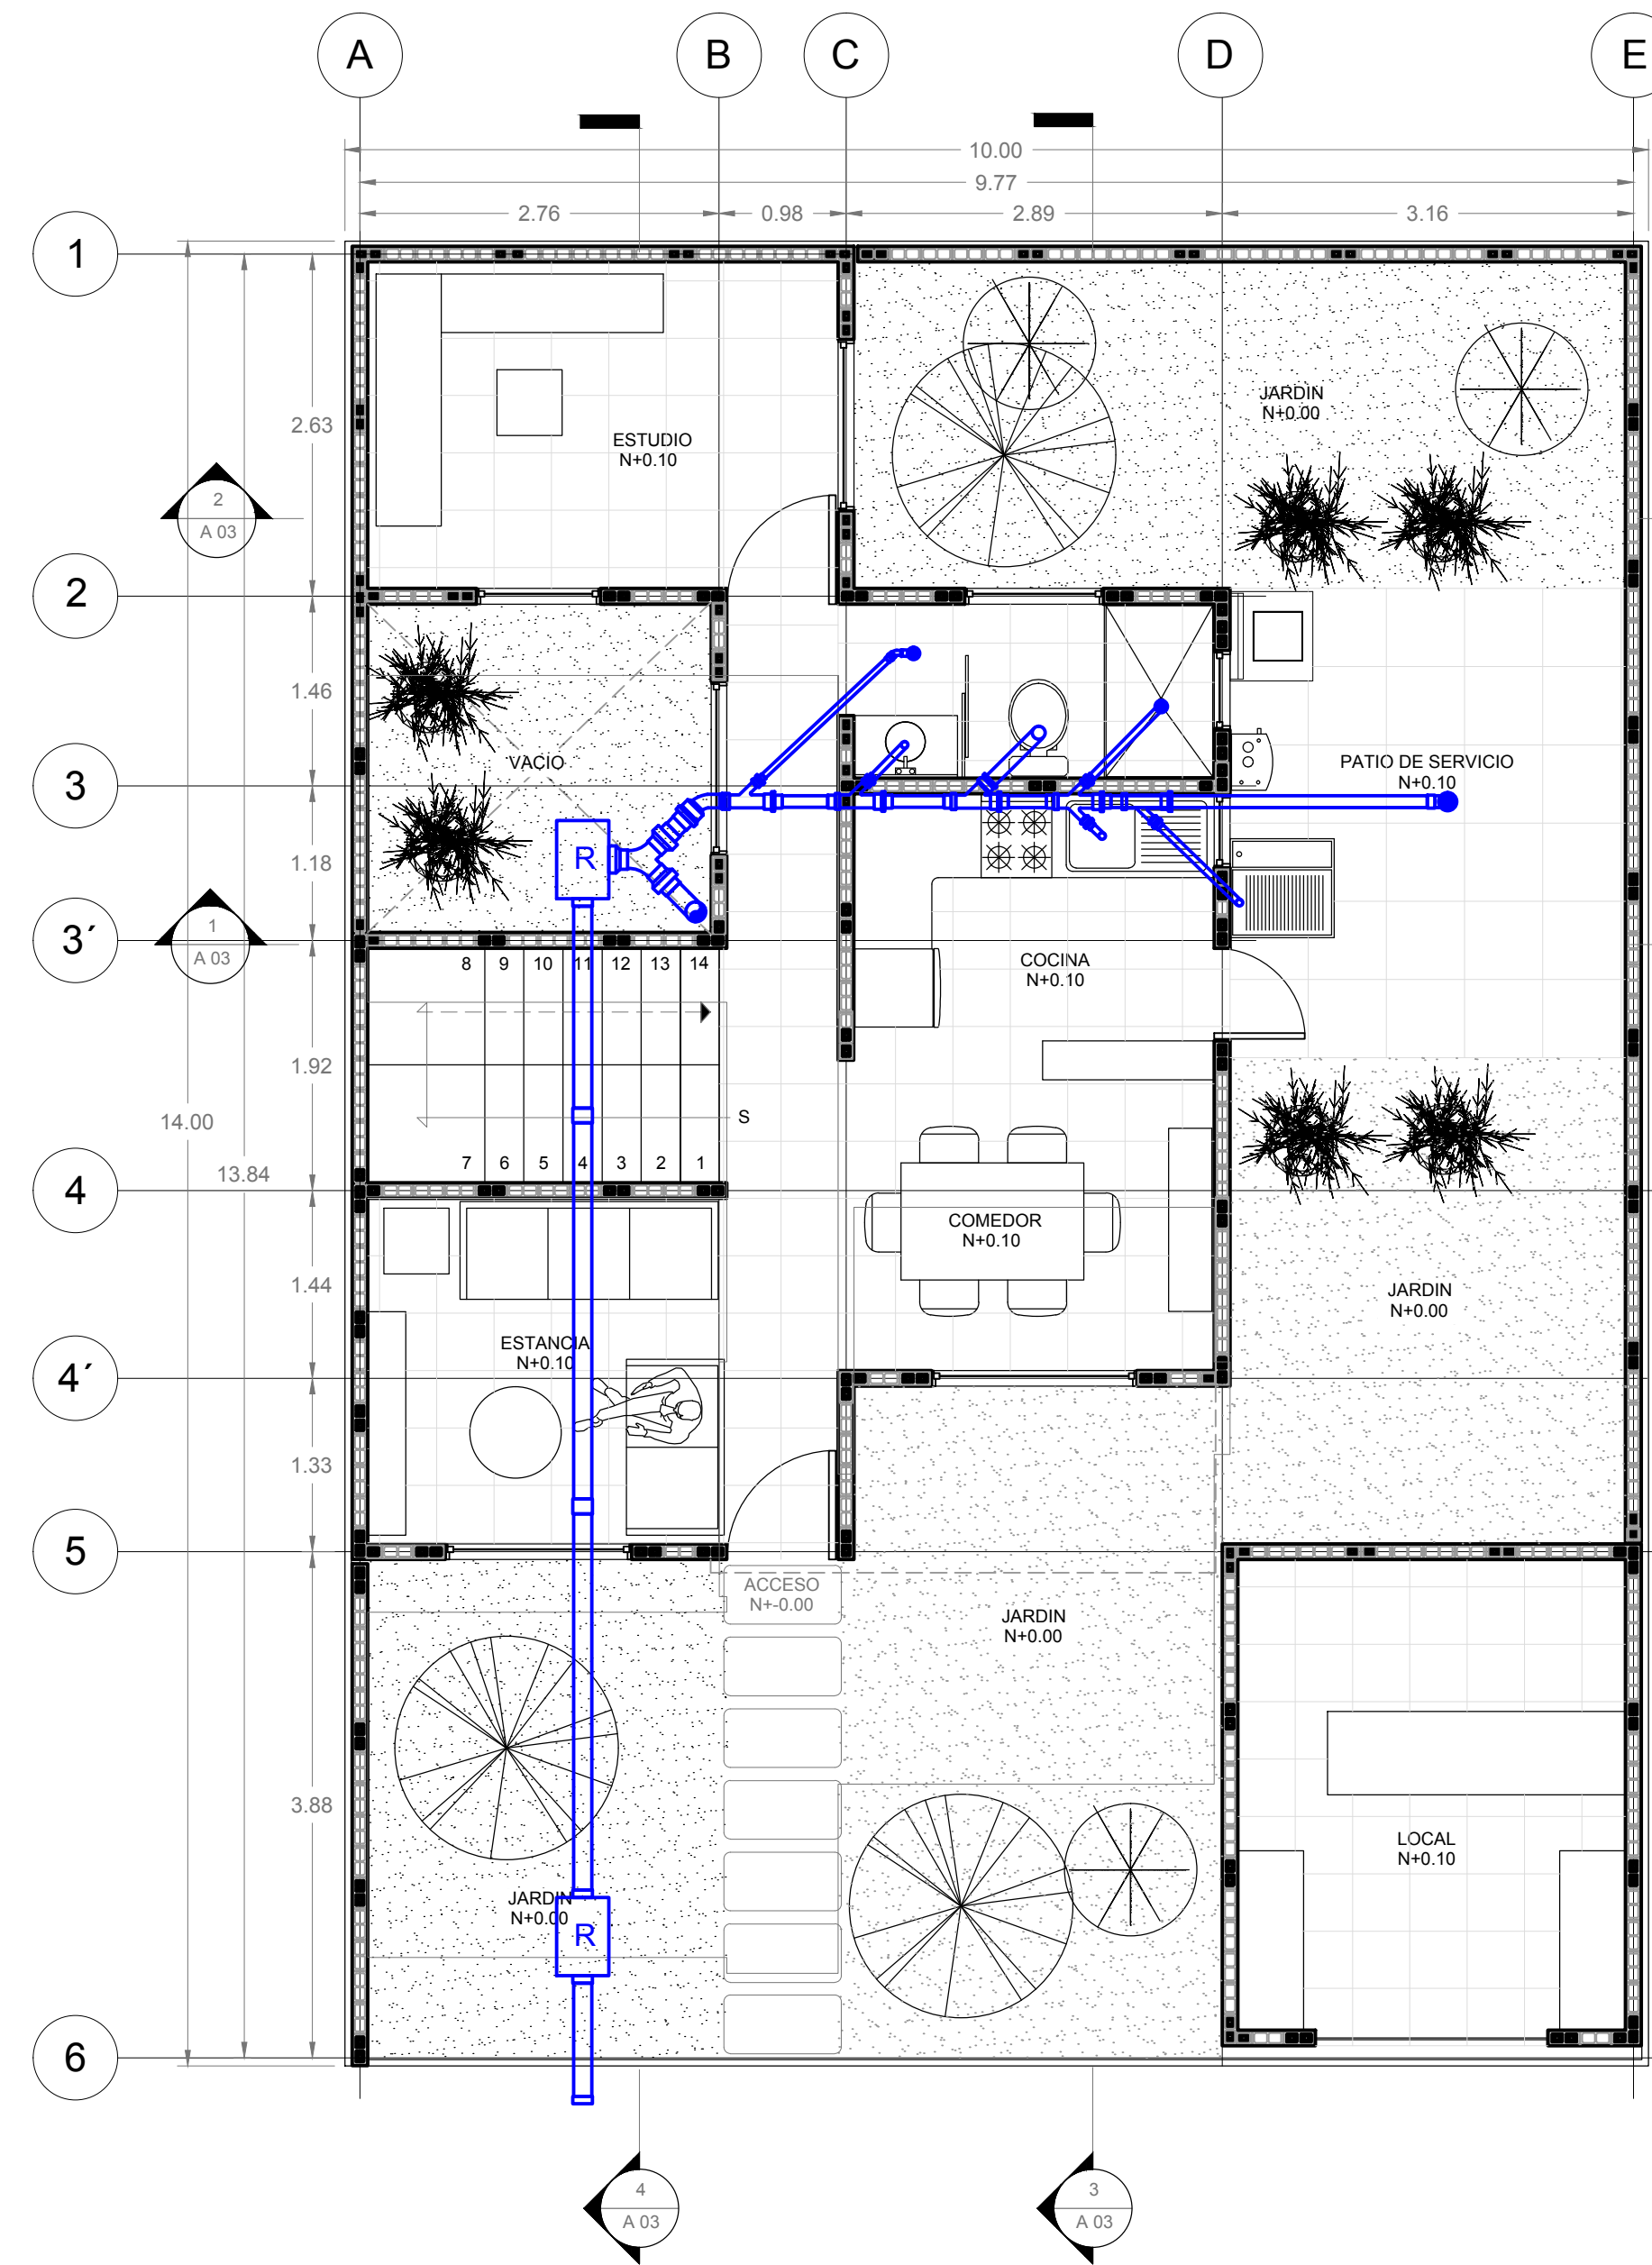 A
B
C
D
E
10.00
9.77
2.76
0.98
2.89
3.16
1
2
3
3´
4
4´
5
6
2.63
1.46
1.18
1.92
1.44
1.33
3.88
14.00
13.84
2
A 03
1
A 03
ESTUDIO
N+0.10
JARDIN
N+0.00
VACIO
PATIO DE SERVICIO
N+0.10
R
8
9
10
11
12
13
14
COCINA
N+0.10
S
7
6
5
4
3
2
1
COMEDOR
N+0.10
JARDIN
N+0.00
ESTANCIA
N+0.10
ACCESO
N+-0.00
JARDIN
N+0.00
LOCAL
N+0.10
JARDIN
N+0.00
R
4
A 03
3
A 03